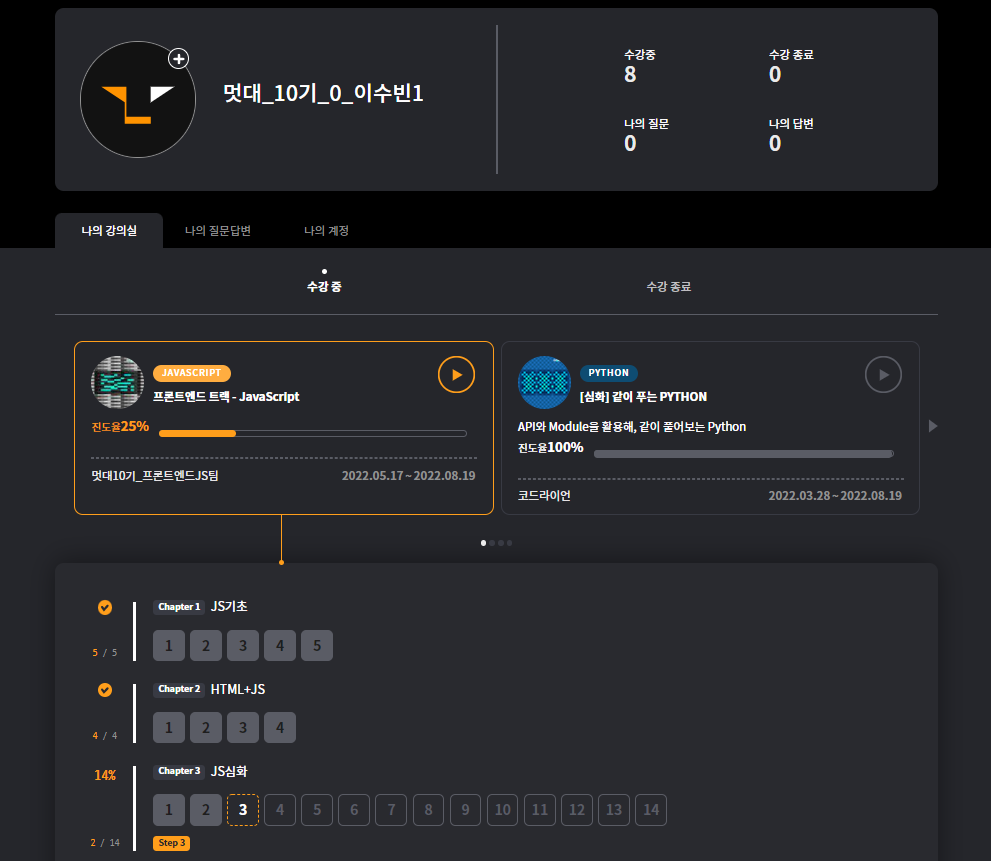 멋대_10기_0_이수빈1
수강중
8
수강 종료
0
나의 질문
0
나의 답변
0
나의 강의실
나의 질문답변
나의 계정
수강 중
수강 종료
JAVASCRIPT
프론트엔드 트랙 - JavaScript
진도율25%
멋대10기_프론트엔드JS팀
2022.05.17 ~ 2022.08.19
PYTHON
[심화] 같이 푸는 PYTHON
API와 Module을 활용해, 같이 풀어보는 Python
진도율100%
코드라이언
2022.03.28 ~ 2022.08.19
Chapter 1 JS기초
1 2 3 4 5
5 / 5
Chapter 2 HTML+JS
1 2 3 4
4 / 4
14%
Chapter 3 JS심화
1 2 3 4 5 6 7 8 9 10 11 12 13 14
2 / 14
Step 3